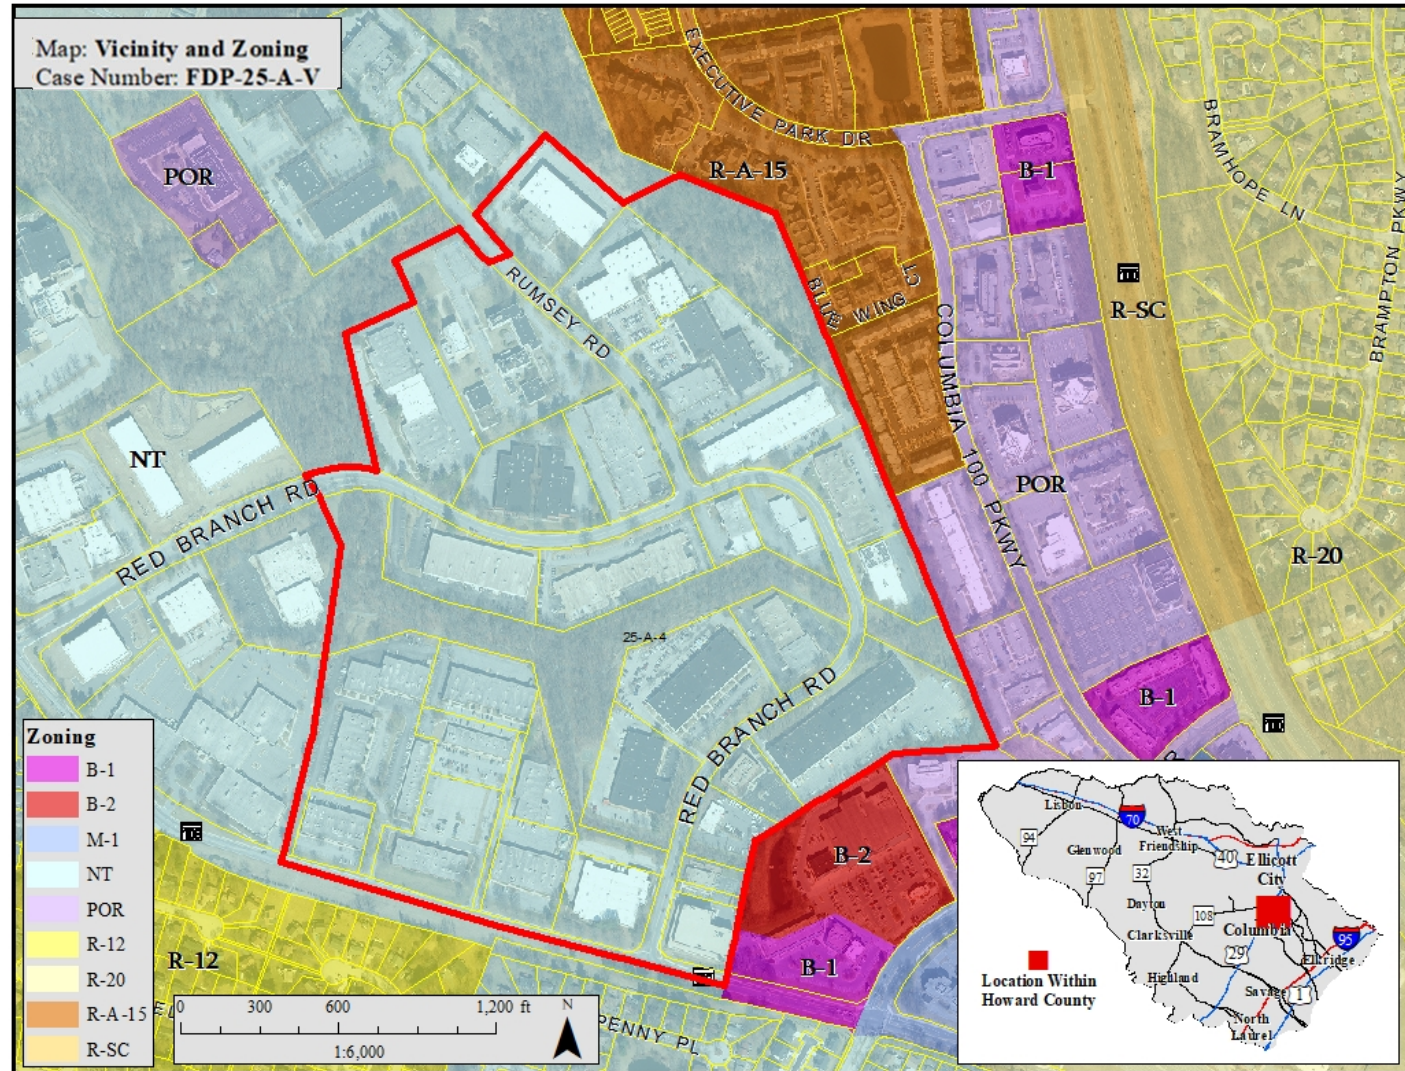 Map: Vicinity and Zoning
Case Number: FDP-25-A-V
EXECUTIVE PARK DR
BRAMHOPE LN
BRAMPTON PKWY
POR
R-A-15
B-1
RUMSEY RD
BLUE WING CT
R-SC
COLUMBIA 100 PKWY
NT
RED BRANCH RD
POR
R-20
25-A-4
RED BRANCH RD
B-1
B-2
B-1
R-12
PENNY PL
Zoning
B-1
B-2
M-1
NT
POR
R-12
R-20
R-A-15
R-SC
0 300 600 1,200 ft
N
1:6,000
Lisbon
70
94
Glenwood
West
Friendship
40
Ellicott
City
97
32
Dayton
108
Clarksville
Columbia
29
95
Elkridge
Highland
Savage
1
North
Laurel
Location Within
Howard County